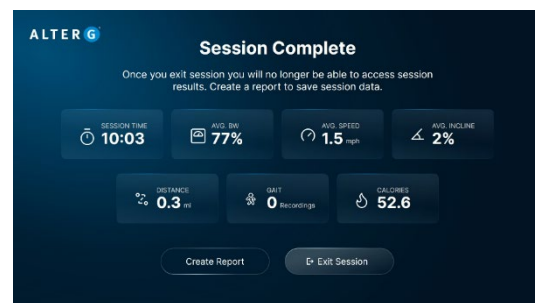 ALTERG
Session Complete
Once you exit session you will no longer be able to access session
results. Create a report to save session data.
SESSION TIME
10:03
AVG. BW
77%
AVG. SPEED
1.5 mph
AVG. INCLINE
2%
DISTANCE
0.3 mi
GAIT
0 Recordings
CALORIES
52.6
Create Report
Exit Session